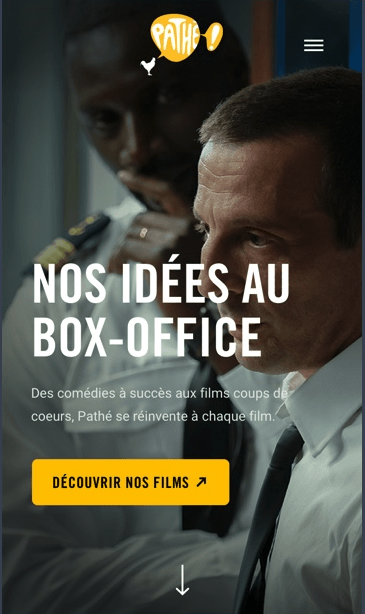 PATHÉ!
NOS IDÉES AU
BOX-OFFICE
Des comédies à succès aux films coups de
coeurs, Pathé se réinvente à chaque film.
DÉCOUVRIR NOS FILMS ↗